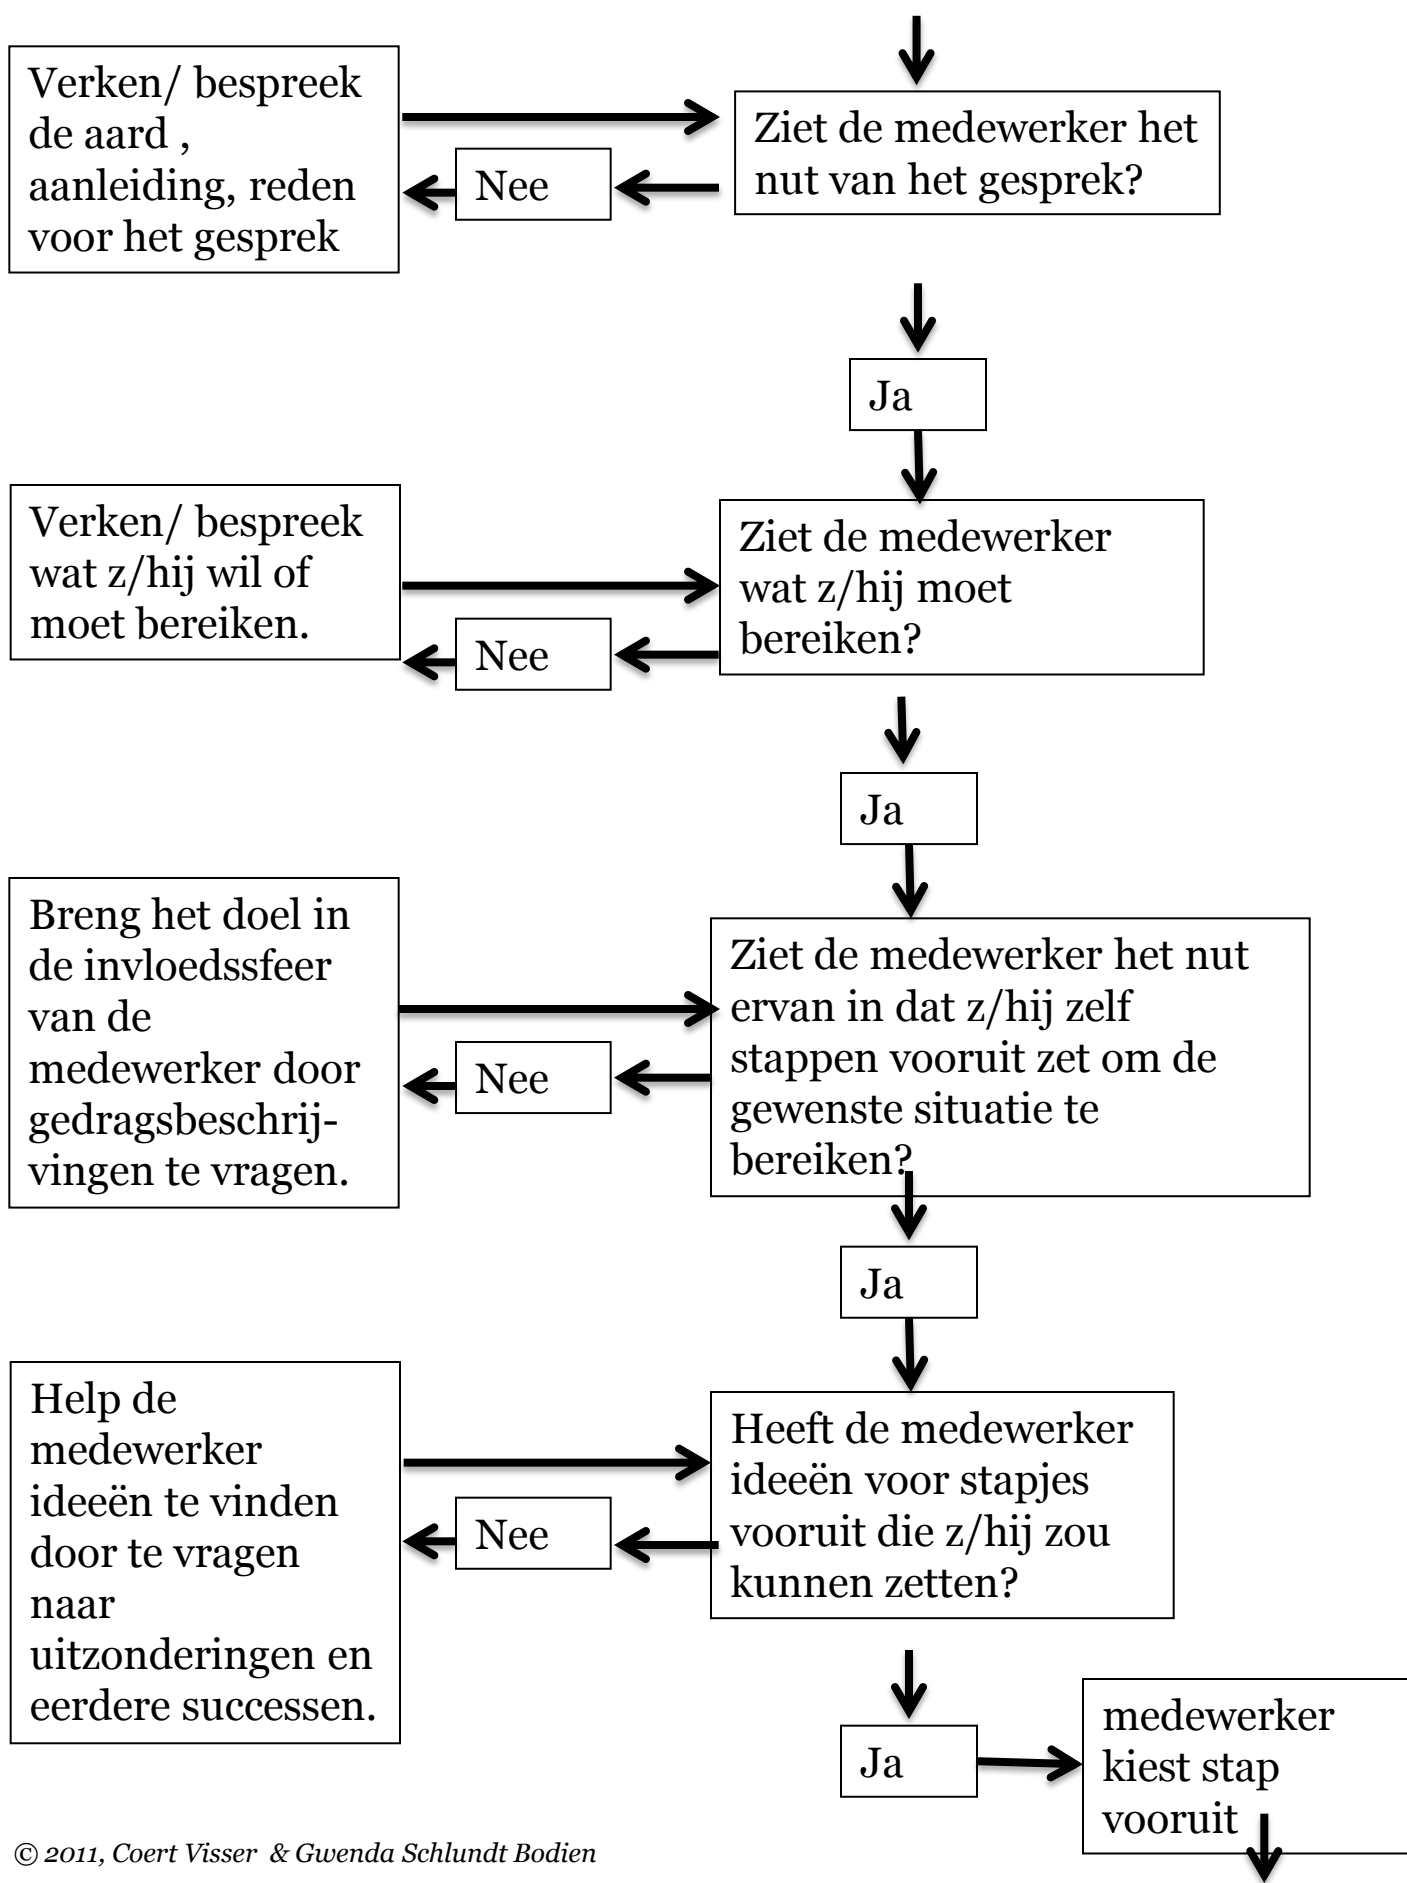 Verken/ bespreek
de aard ,
aanleiding, reden
voor het gesprek
Nee
Ziet de medewerker het
nut van het gesprek?
Ja
Verken/ bespreek
wat z/hij wil of
moet bereiken.
Nee
Ziet de medewerker
wat z/hij moet
bereiken?
Ja
Breng het doel in
de invloedssfeer
van de
medewerker door
gedragsbeschrij-
vingen te vragen.
Nee
Ziet de medewerker het nut
ervan in dat z/hij zelf
stappen vooruit zet om de
gewenste situatie te
bereiken?
Ja
Help de
medewerker
ideeën te vinden
door te vragen
naar
uitzonderingen en
eerdere successen.
Nee
Heeft de medewerker
ideeën voor stapjes
vooruit die z/hij zou
kunnen zetten?
Ja
medewerker
kiest stap
vooruit
© 2011, Coert Visser & Gwenda Schlundt Bodien